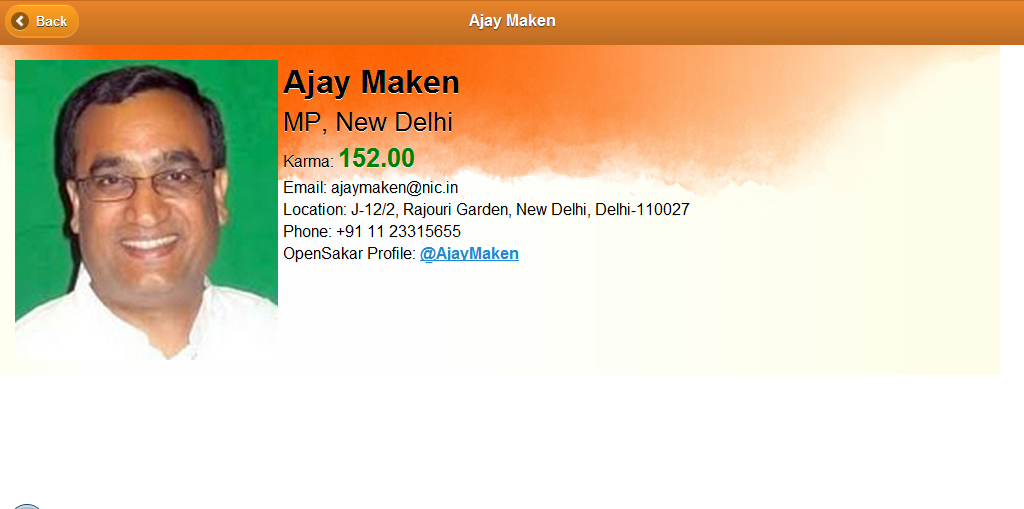 Back
Ajay Maken
Ajay Maken
MP, New Delhi
Karma: 152.00
Email: ajaymaken@nic.in
Location: J-12/2, Rajouri Garden, New Delhi, Delhi-110027
Phone: +91 11 23315655
OpenSakar Profile: @AjayMaken